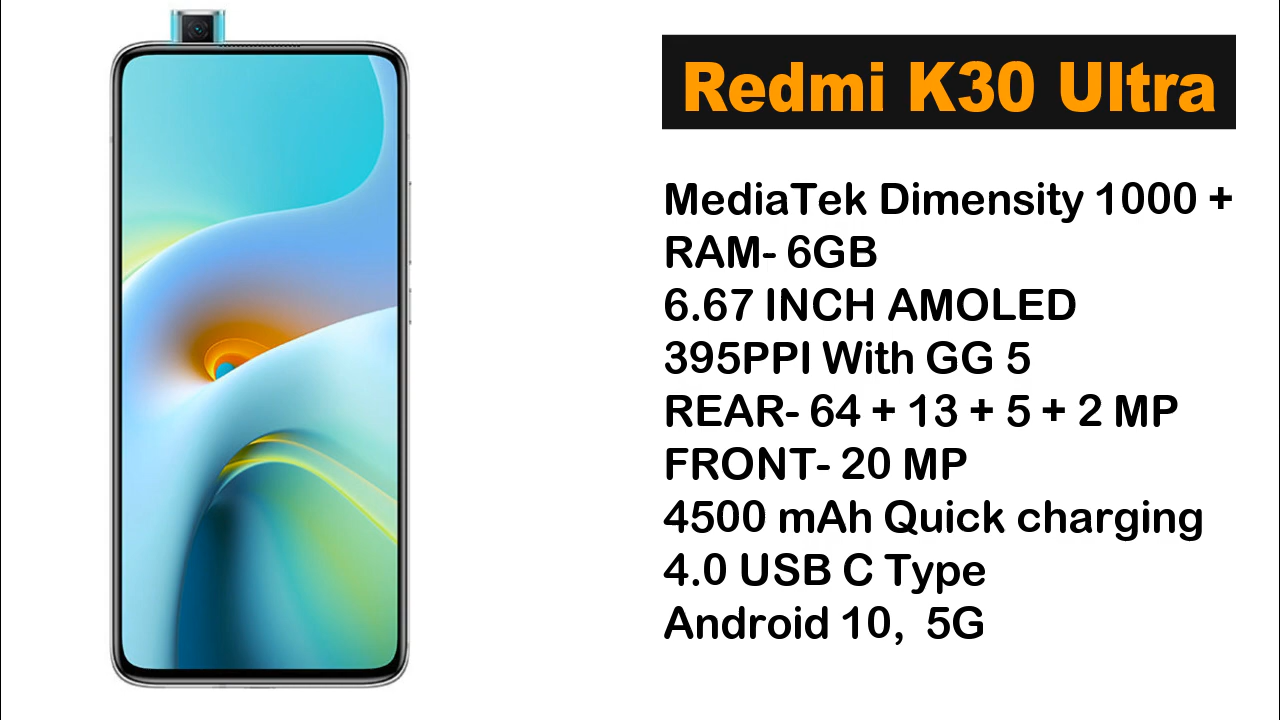 Redmi K30 Ultra
MediaTek Dimensity 1000 +
RAM- 6GB
6.67 INCH AMOLED
395PPI With GG 5
REAR- 64 + 13 + 5 + 2 MP
FRONT- 20 MP
4500 mAh Quick charging
4.0 USB C Type
Android 10,  5G